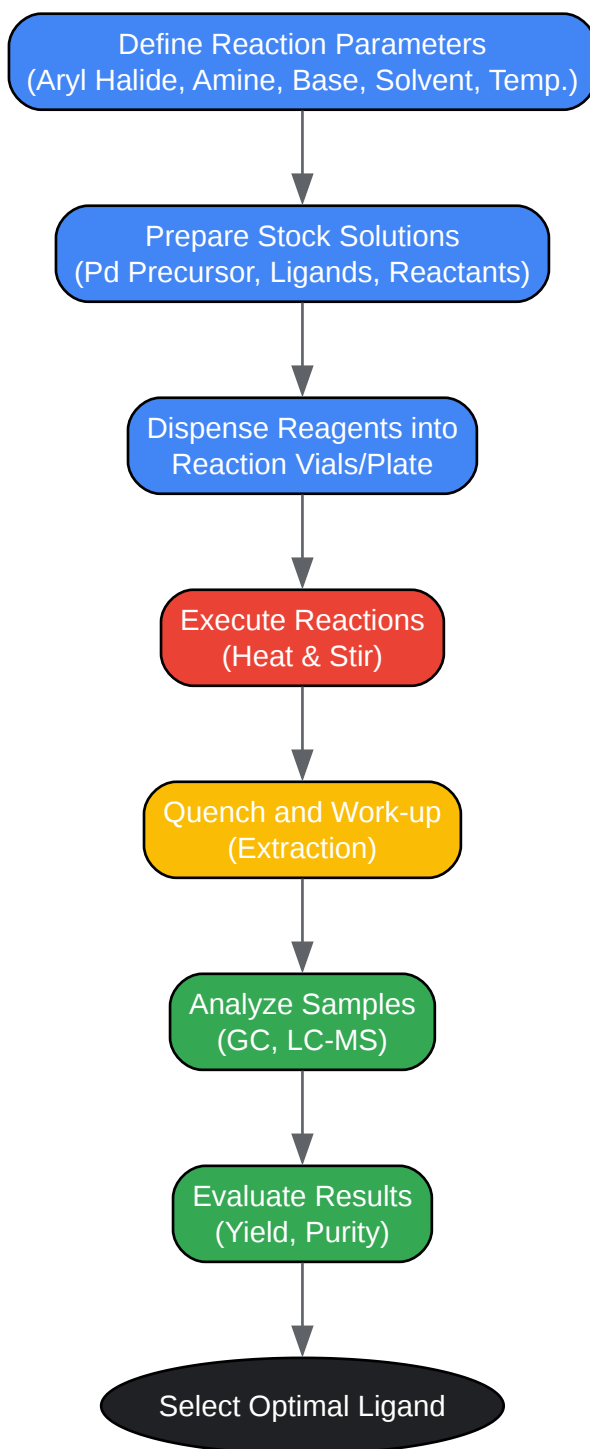 Define Reaction Parameters
(Aryl Halide, Amine, Base, Solvent, Temp.)
Prepare Stock Solutions
(Pd Precursor, Ligands, Reactants)
Dispense Reagents into
Reaction Vials/Plate
Execute Reactions
(Heat & Stir)
Quench and Work-up
(Extraction)
Analyze Samples
(GC, LC-MS)
Evaluate Results
(Yield, Purity)
Select Optimal Ligand